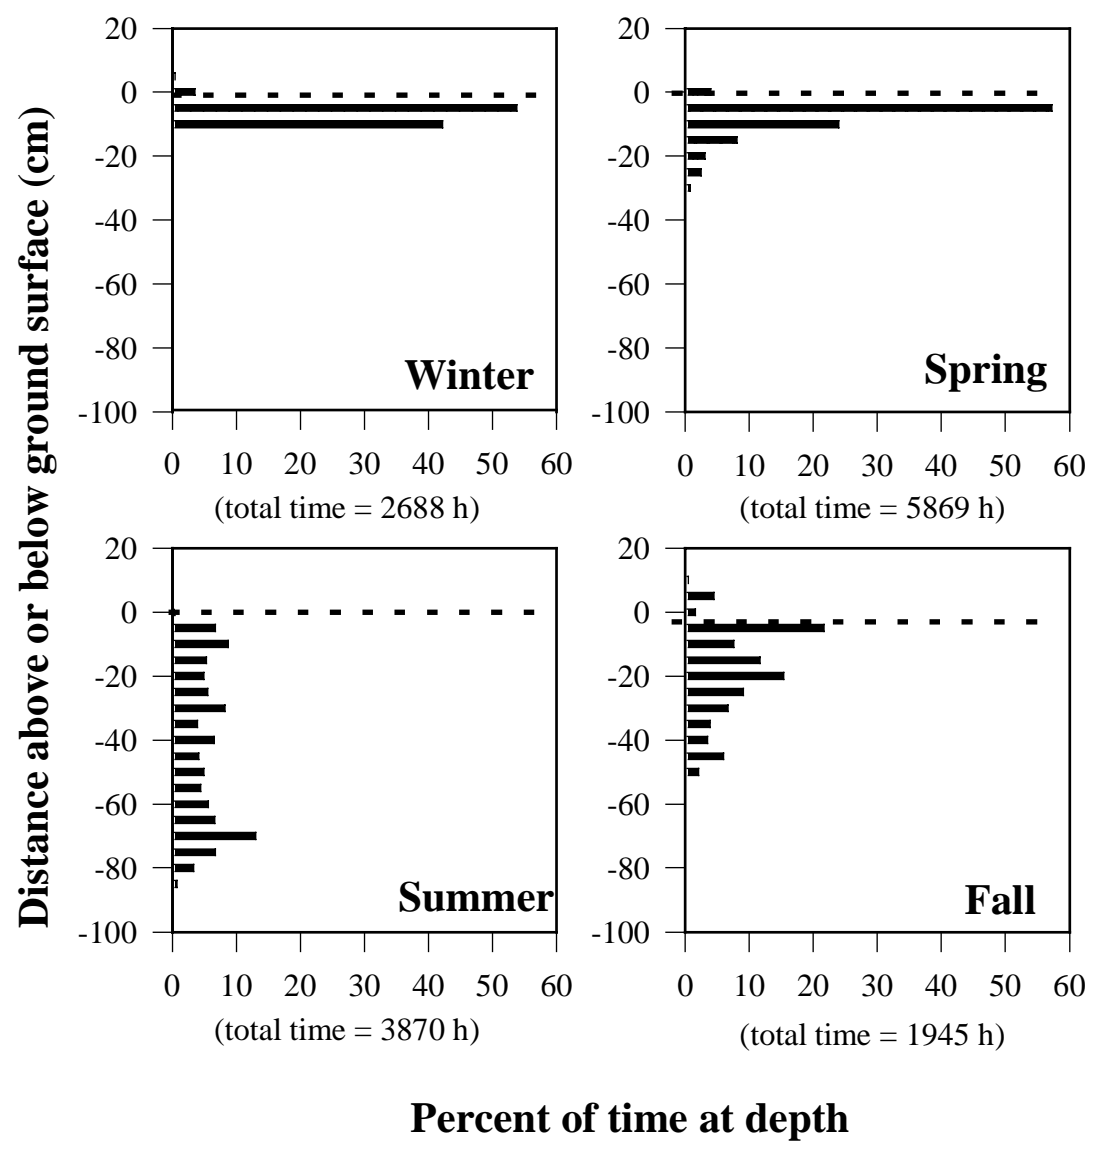 Distance above or below ground surface (cm)
20
0
-20
-40
-60
-80
-100
Winter
0 10 20 30 40 50 60
(total time = 2688 h)
20
0
-20
-40
-60
-80
-100
Spring
0 10 20 30 40 50 60
(total time = 5869 h)
20
0
-20
-40
-60
-80
-100
Summer
0 10 20 30 40 50 60
(total time = 3870 h)
20
0
-20
-40
-60
-80
-100
Fall
0 10 20 30 40 50 60
(total time = 1945 h)
Percent of time at depth